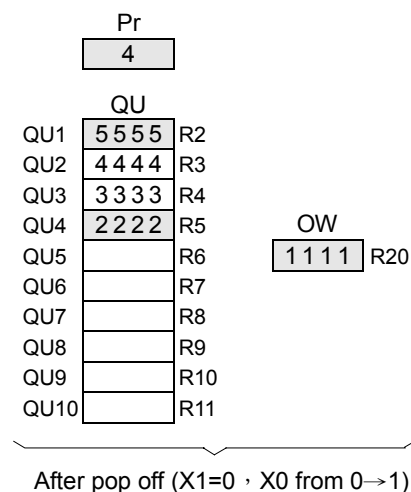 Pr
4
QU
QU1 5555 R2
QU2 4444 R3
QU3 3333 R4
QU4 2222 R5
OW
QU5 R6 1111 R20
QU6 R7
QU7 R8
QU8 R9
QU9 R10
QU10 R11
After pop off (X1=0，X0 from 0→1)